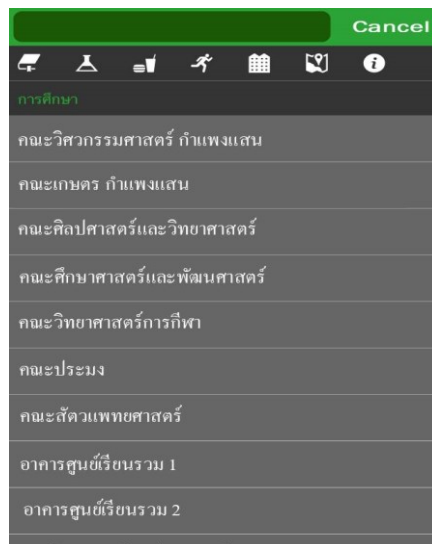 Cancel
การศึกษา
คณะวิศวกรรมศาสตร์ กำแพงแสน
คณะเกษตร กำแพงแสน
คณะศิลปศาสตร์และวิทยาศาสตร์
คณะศึกษาศาสตร์และพัฒนศาสตร์
คณะวิทยาศาสตร์การกีฬา
คณะประมง
คณะสัตวแพทยศาสตร์
อาคารศูนย์เรียนรวม 1
อาคารศูนย์เรียนรวม 2